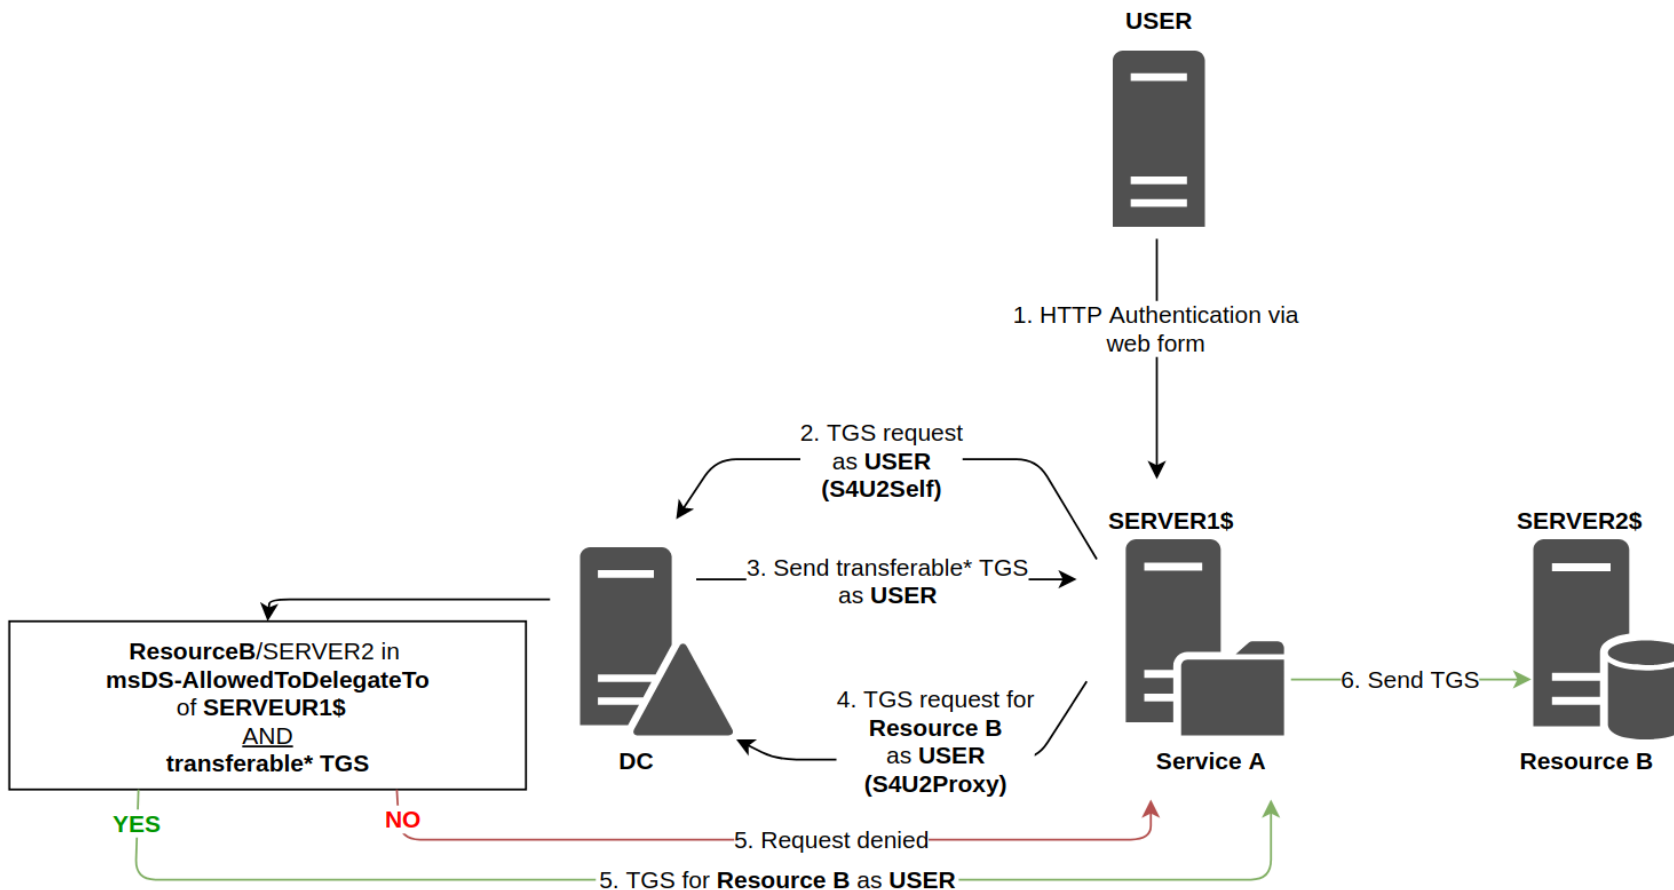 USER
1. HTTP Authentication via
web form
2. TGS request
as USER
(S4U2Self)
SERVER1$
SERVER2$
3. Send transferable* TGS
as USER
ResourceB/SERVER2 in
msDS-AllowedToDelegateTo
of SERVEUR1$
AND
transferable* TGS
4. TGS request for
Resource B
as USER
(S4U2Proxy)
6. Send TGS
DC
Service A
Resource B
YES
NO
5. Request denied
5. TGS for Resource B as USER